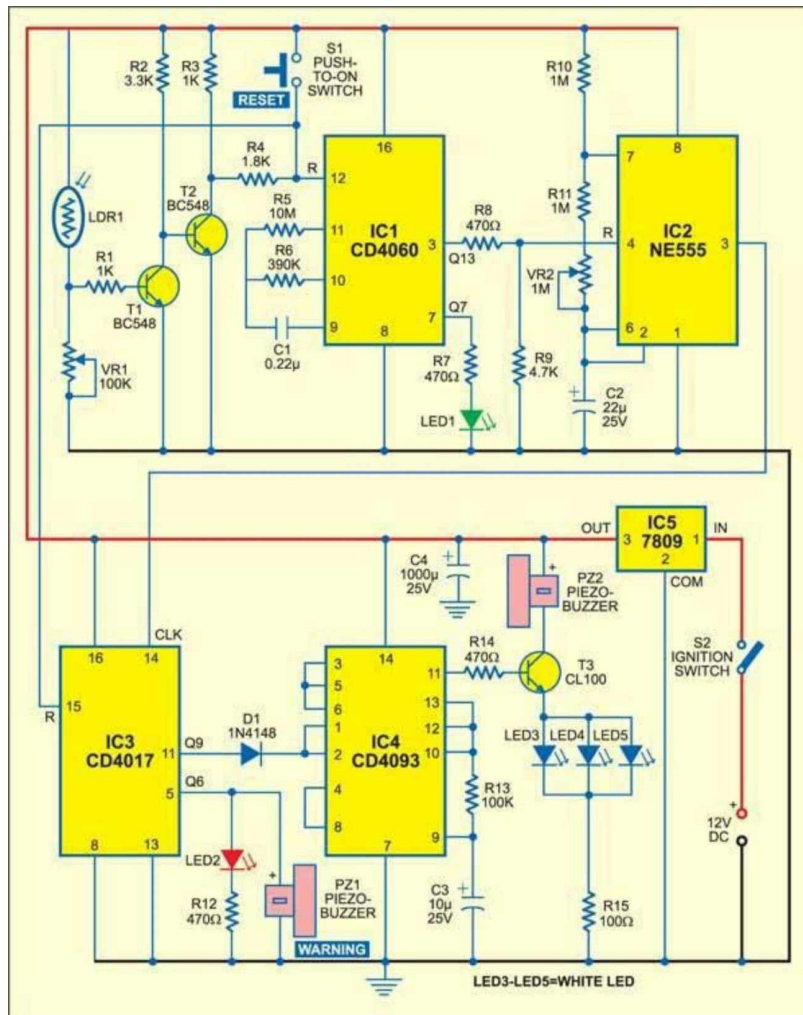 R2
3.3K
R3
1K
S1
PUSH-
TO-ON
SWITCH
RESET
R10
1M
R4
1.8K
R
12
16
7
8
T2
BC548
LDR1
R5
10M
11
R11
1M
IC1
CD4060
R8
470Ω
3
Q13
R
4
IC2
NE555
3
R1
1K
R6
390K
10
VR2
1M
T1
BC548
9
8
Q7
7
6
2
1
C1
0.22µ
VR1
100K
R7
470Ω
R9
4.7K
LED1
C2
22µ
25V
+
OUT
3
IC5
7809
1
IN
2
COM
C4
1000µ
25V
+
+
PZ2
PIEZO-
BUZZER
CLK
16
14
14
R14
470Ω
S2
IGNITION
SWITCH
3
11
T3
CL100
R
15
5
6
13
D1
1N4148
1
12
LED3
LED4
LED5
IC3
CD4017
Q9
11
2
IC4
CD4093
10
Q6
5
4
R13
100K
8
9
12V
DC
+
8
13
7
LED2
+
PZ1
PIEZO-
BUZZER
+
C3
10µ
25V
R12
470Ω
R15
100Ω
WARNING
LED3-LED5=WHITE LED